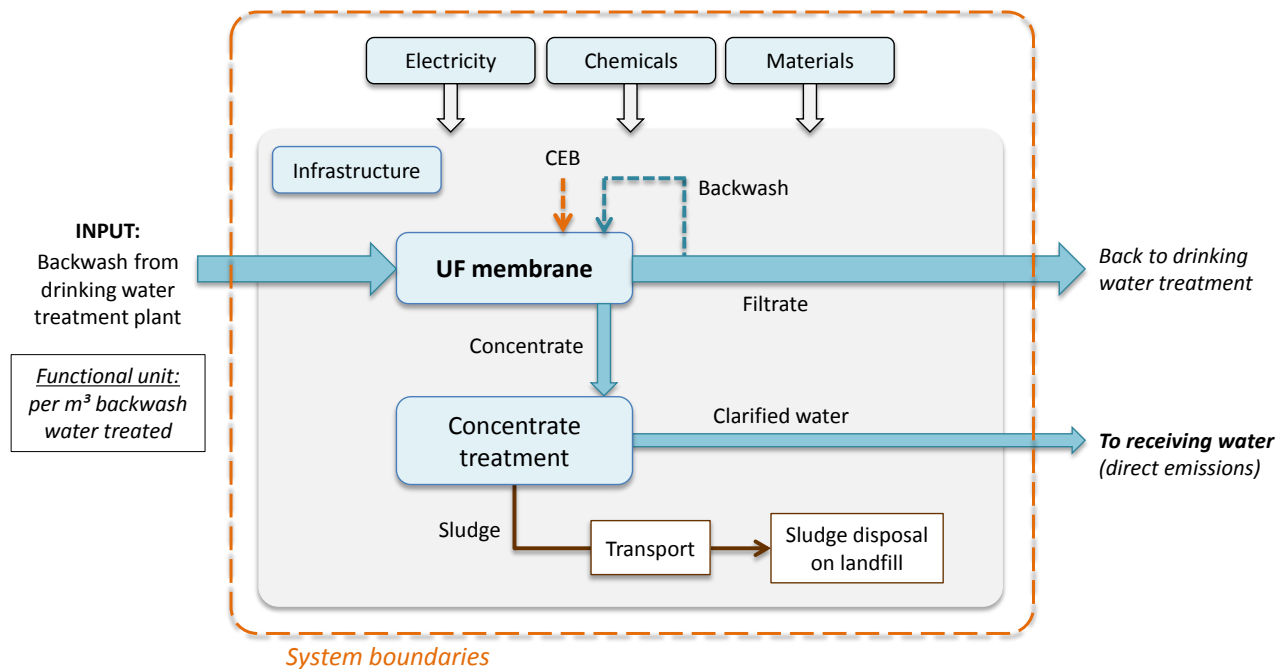 Electricity
Chemicals
Materials
Infrastructure
CEB
Backwash
INPUT:
Backwash from
drinking water
treatment plant
UF membrane
Back to drinking
water treatment
Filtrate
Concentrate
Functional unit:
per m³ backwash
water treated
Concentrate
treatment
Clarified water
To receiving water
(direct emissions)
Sludge
Transport
Sludge disposal
on landfill
System boundaries